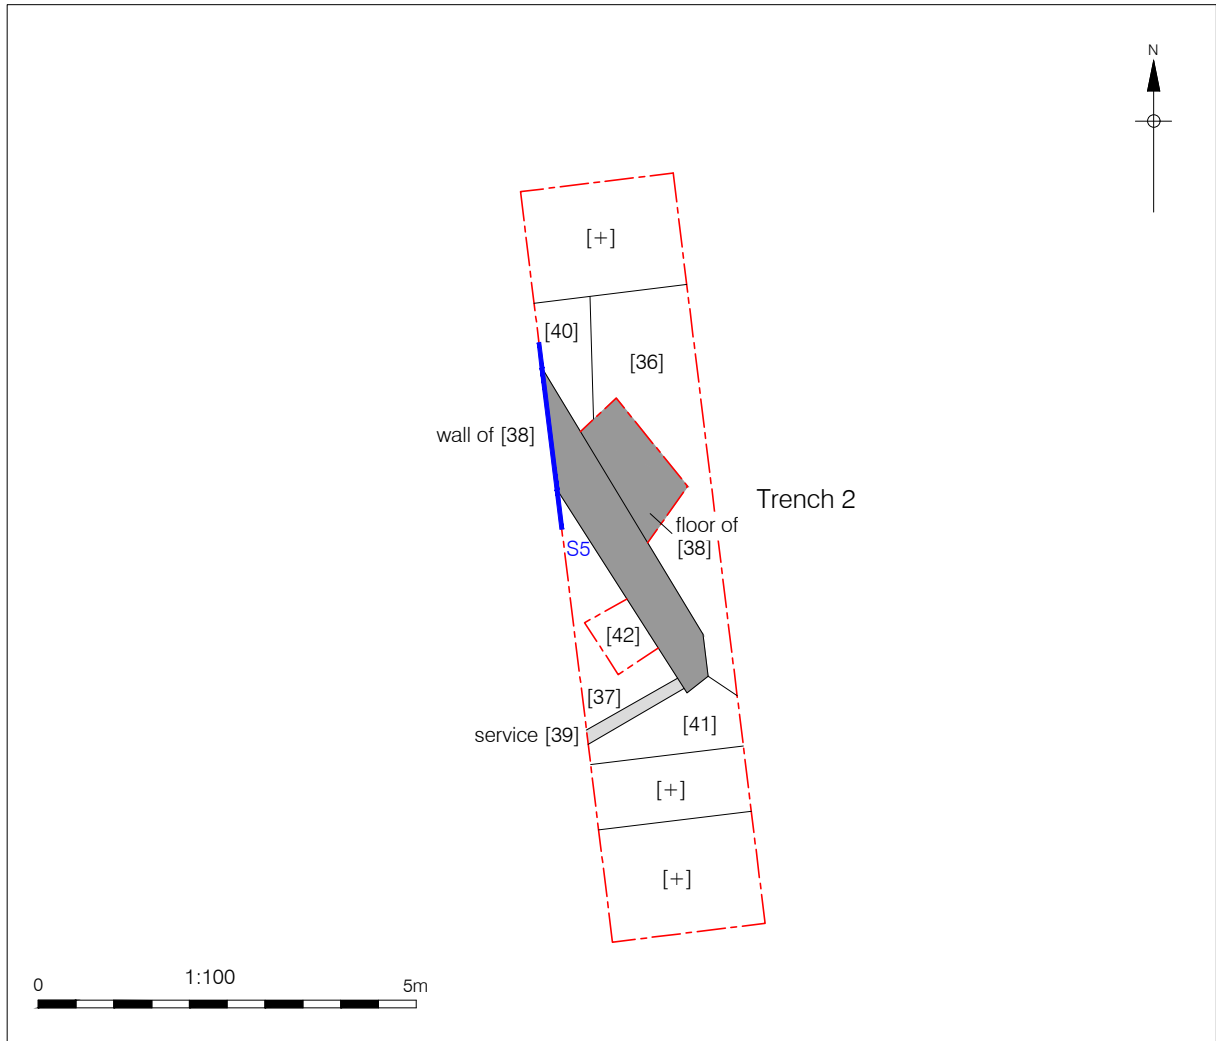 N
[+]
[40]
[36]
wall of [38]
Trench 2
floor of
[38]
S5
[42]
[37]
[41]
service [39]
[+]
[+]
0 1:100 5m